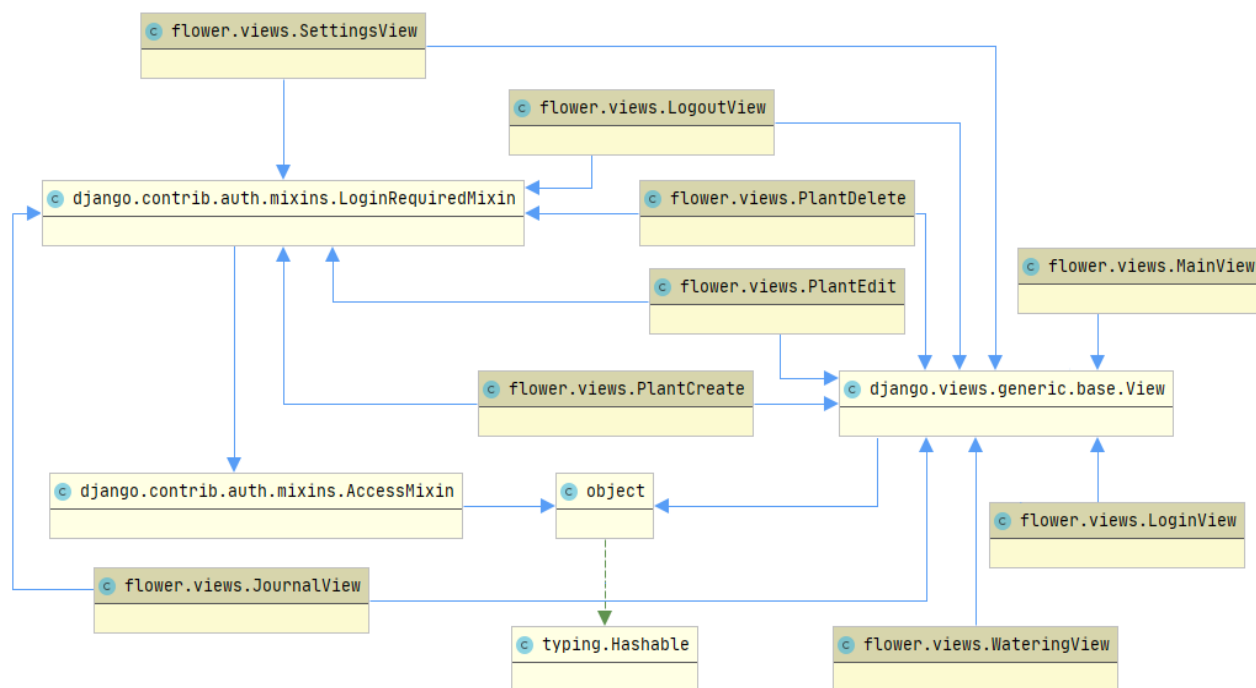 flower.views.SettingsView
flower.views.LogoutView
django.contrib.auth.mixins.LoginRequiredMixin
flower.views.PlantDelete
flower.views.MainView
flower.views.PlantEdit
flower.views.PlantCreate
django.views.generic.base.View
django.contrib.auth.mixins.AccessMixin
object
flower.views.LoginView
flower.views.JournalView
typing.Hashable
flower.views.WateringView